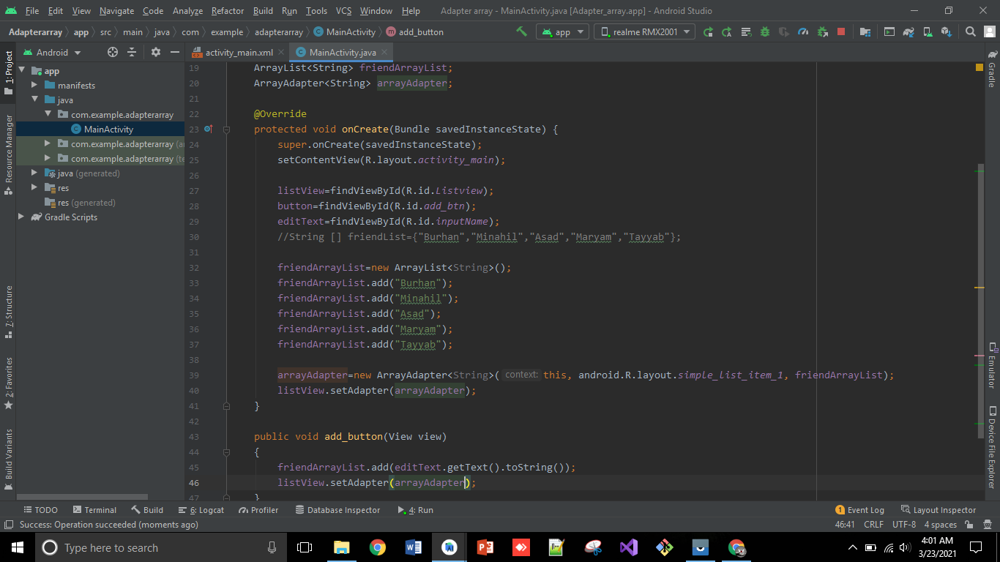 File Edit View Navigate Code Analyze Refactor Build Run Tools VCS Window Help Adapter array - MainActivity.java [Adapter_array.app] - Android Studio
Adapterarray app src main java com example adapterarray MainActivity add_button app realme RMX2001
Android activity_main.xml MainActivity.java
1: Project
Resource Manager
7: Structure
2: Favorites
Build Variants
app
manifests
java
com.example.adapterarray
MainActivity
com.example.adapterarray (a
com.example.adapterarray (te
java (generated)
res
res (generated)
Gradle Scripts
19 ArrayList<String> friendArrayList;
20 ArrayAdapter<String> arrayAdapter;
21
22 @Override
23 protected void onCreate(Bundle savedInstanceState) {
24 super.onCreate(savedInstanceState);
25 setContentView(R.layout.activity_main);
26
27 listView=findViewById(R.id.Listview);
28 button=findViewById(R.id.add_btn);
29 editText=findViewById(R.id.inputName);
30 //String [] friendList={"Burhan","Minahil","Asad","Maryam","Tayyab"};
31
32 friendArrayList=new ArrayList<String>();
33 friendArrayList.add("Burhan");
34 friendArrayList.add("Minahil");
35 friendArrayList.add("Asad");
36 friendArrayList.add("Maryam");
37 friendArrayList.add("Tayyab");
38
39 arrayAdapter=new ArrayAdapter<String>( context: this, android.R.layout.simple_list_item_1, friendArrayList);
40 listView.setAdapter(arrayAdapter);
41 }
42
43 public void add_button(View view)
44 {
45 friendArrayList.add(editText.getText().toString());
46 listView.setAdapter(arrayAdapter);
47 }
Gradle
Emulator
Device File Explorer
TODO Terminal Build 6: Logcat Profiler Database Inspector 4: Run 1 Event Log Layout Inspector
Success: Operation succeeded (moments ago) 46:41 CRLF UTF-8 4 spaces
Type here to search
4:01 AM
3/23/2021